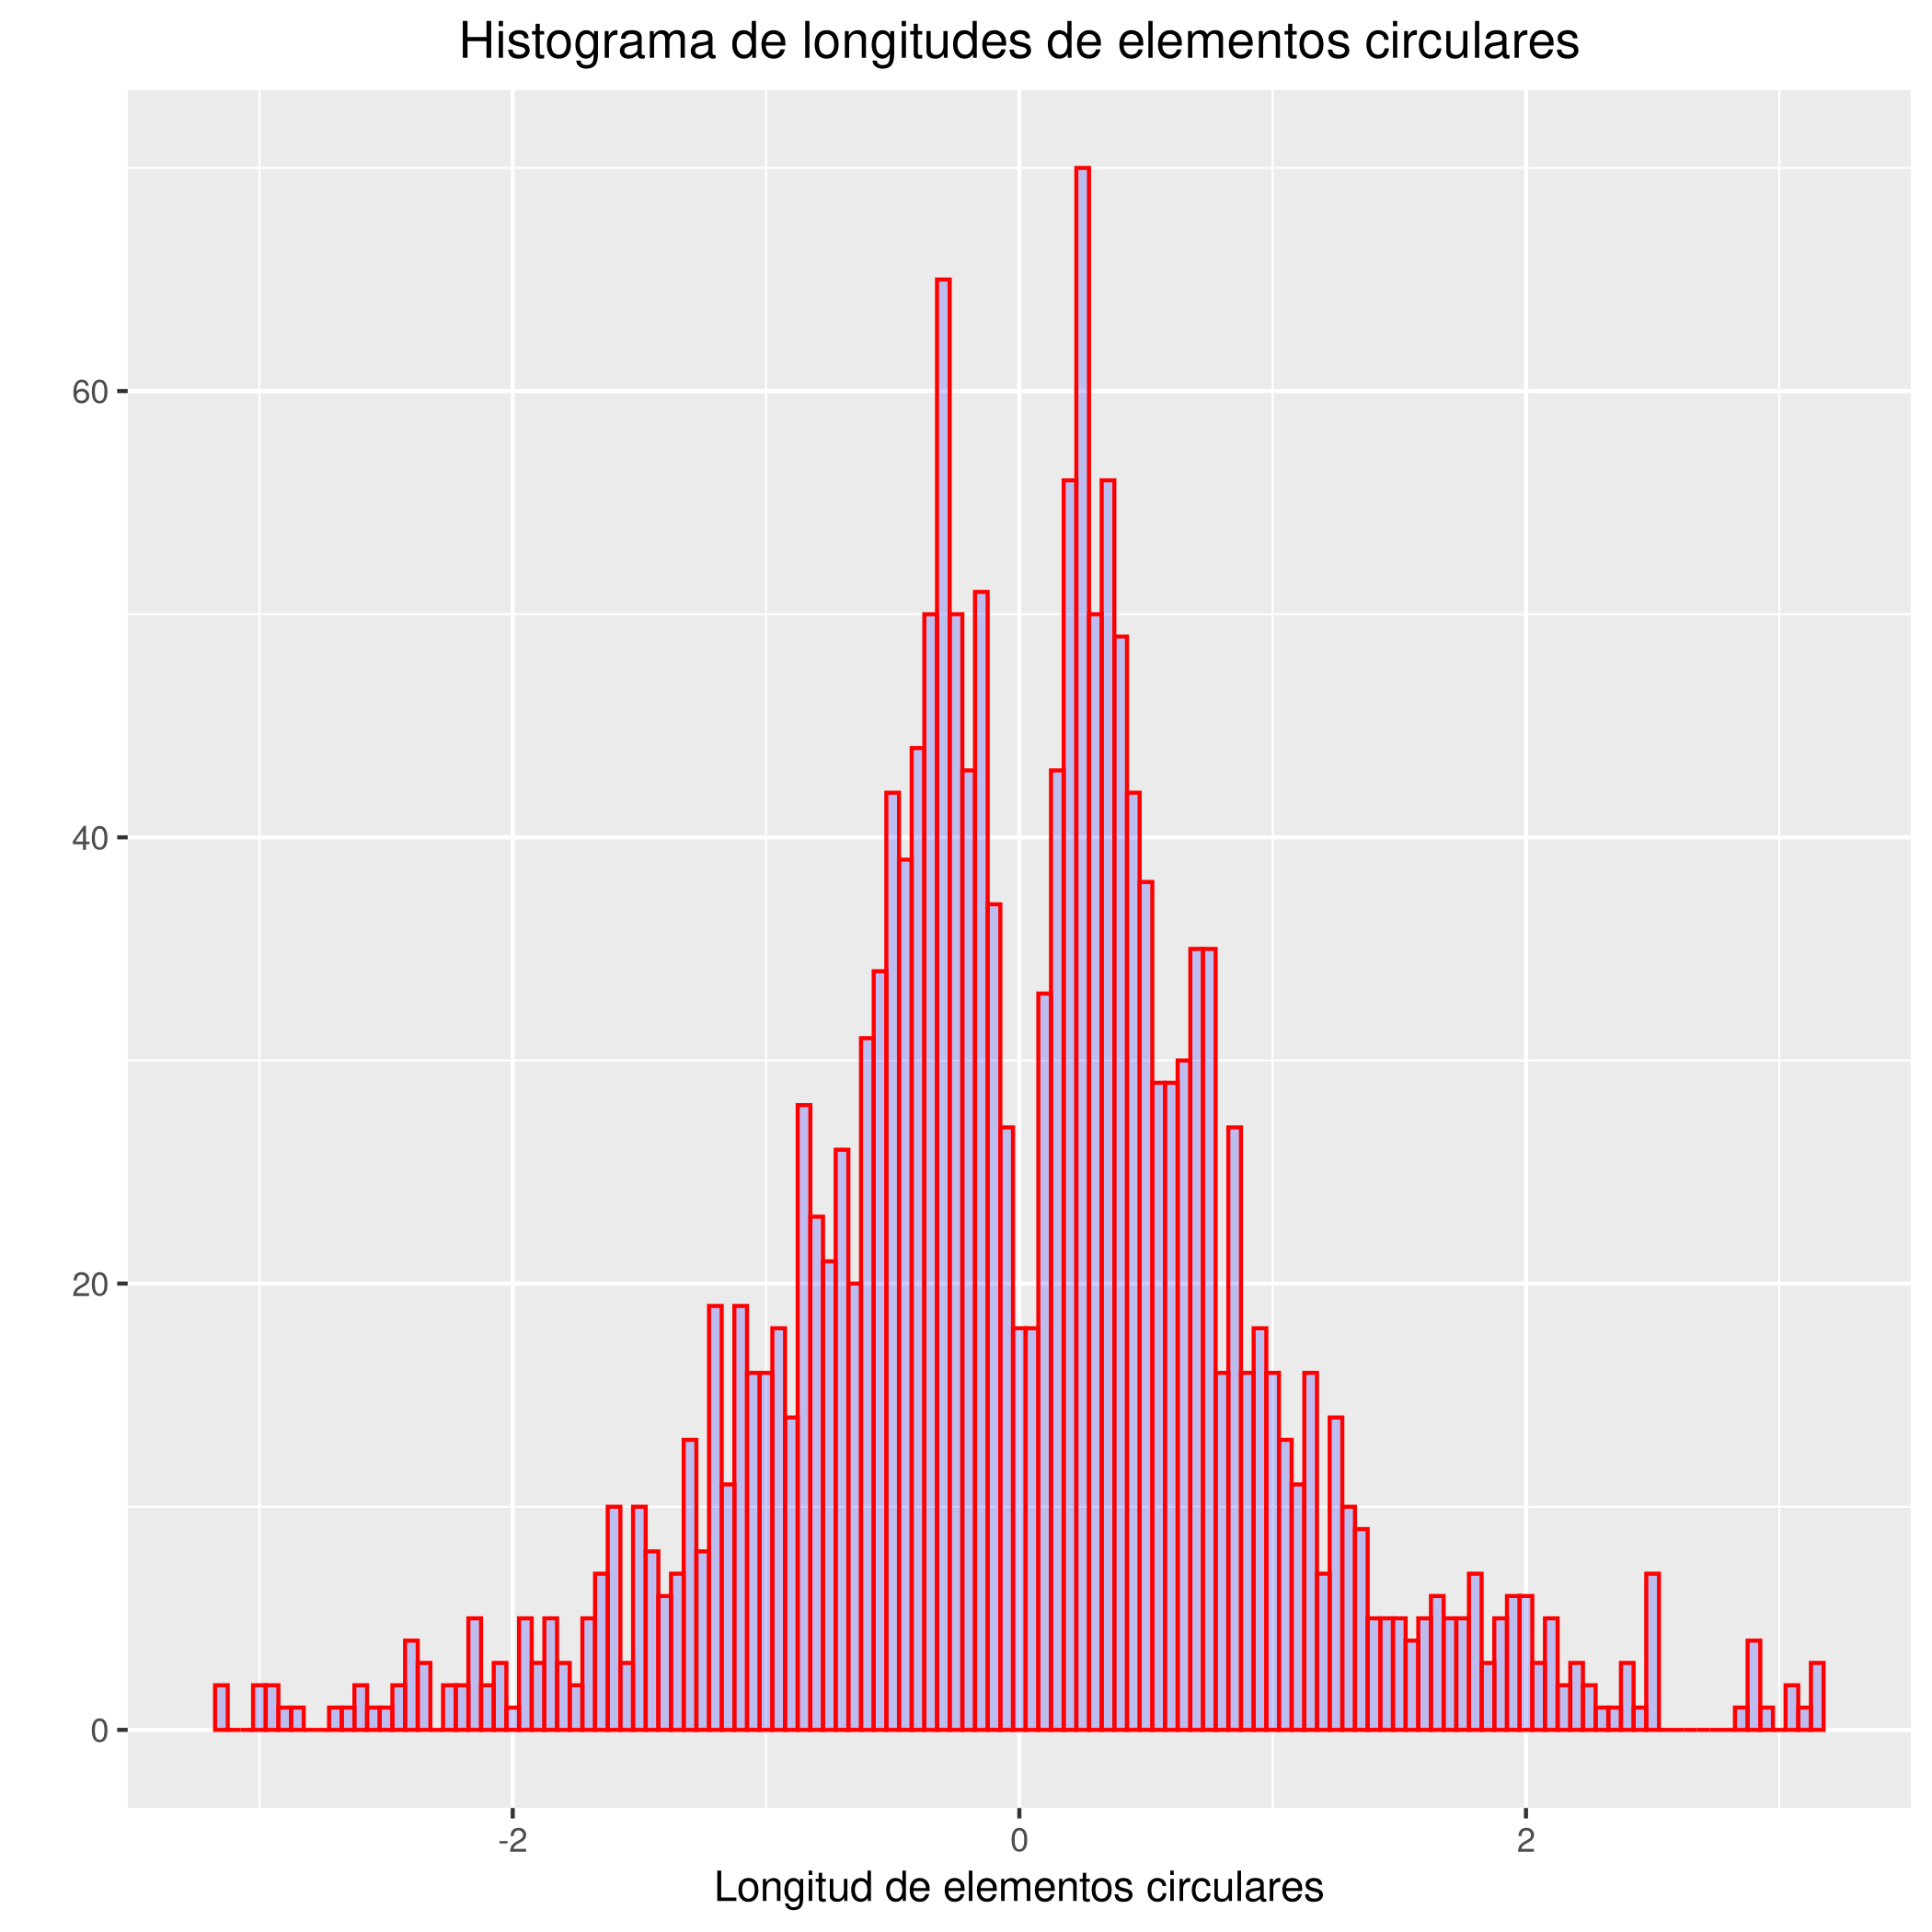 Histograma de longitudes de elementos circulares
60
40
20
0
-2 0 2
Longitud de elementos circulares